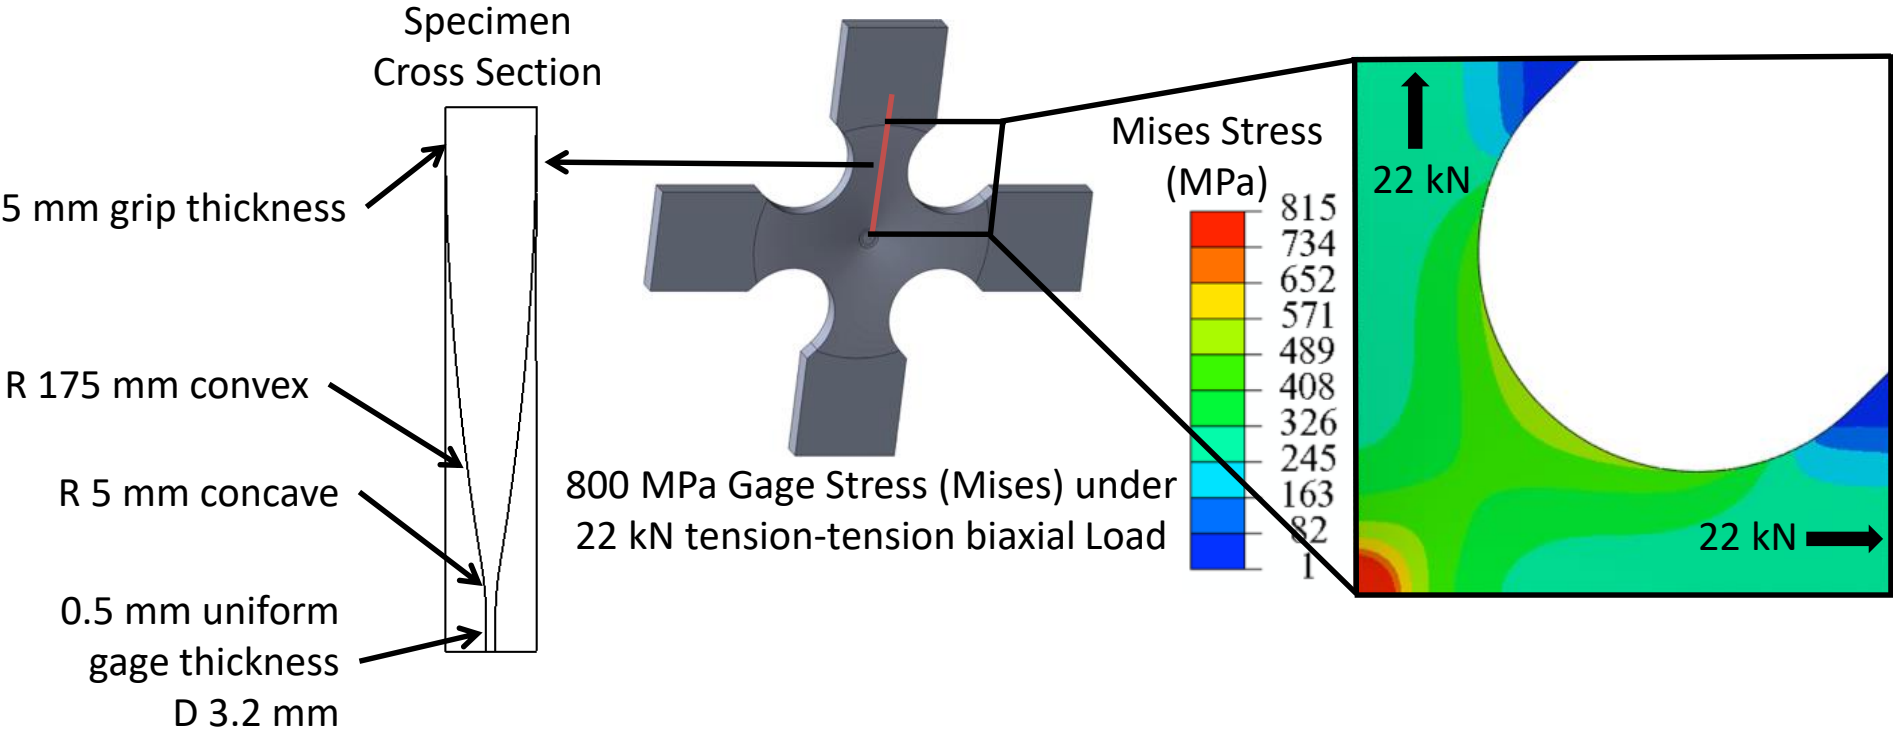 Specimen
Cross Section
5 mm grip thickness
R 175 mm convex
R 5 mm concave
0.5 mm uniform
gage thickness
D 3.2 mm
800 MPa Gage Stress (Mises) under
22 kN tension-tension biaxial Load
Mises Stress
(MPa)
815
734
652
571
489
408
326
245
163
82
1
22 kN
22 kN